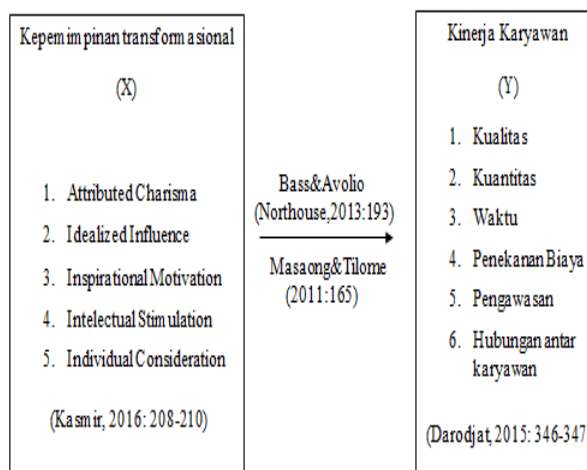 Kepemimpinan transformasional
(X)
1. Attributed Charisma
2. Idealized Influence
3. Inspirational Motivation
4. Intelectual Stimulation
5. Individual Consideration
(Kasmir, 2016: 208-210)
Bass&Avolio
(Northouse,2013:193)
Masaong&Tilome
(2011:165)
Kinerja Karyawan
(Y)
1. Kualitas
2. Kuantitas
3. Waktu
4. Penekanan Biaya
5. Pengawasan
6. Hubungan antar
karyawan
(Darodjat, 2015: 346-347